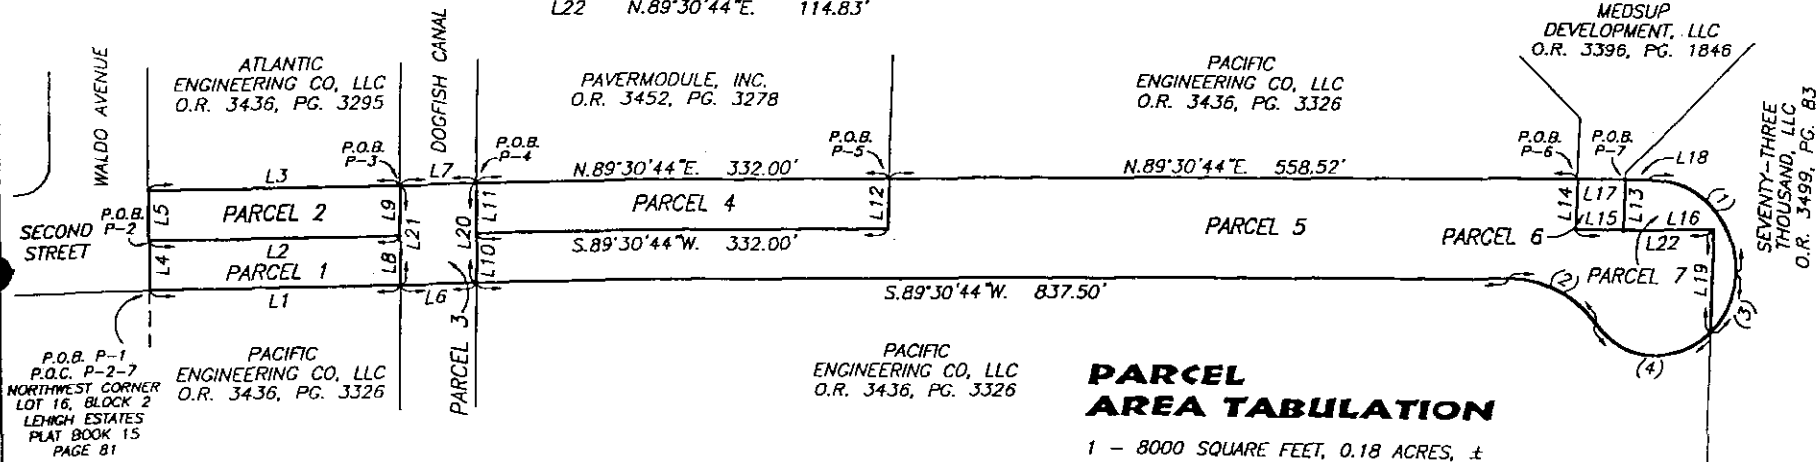 L22 N.89°30'44"E. 114.83'
MEDSUP
DEVELOPMENT, LLC
O.R. 3396, PG. 1846
WALDO AVENUE
ATLANTIC
ENGINEERING CO, LLC
O.R. 3436, PG. 3295
DOGFISH CANAL
PAVERMODULE, INC.
O.R. 3452, PG. 3278
PACIFIC
ENGINEERING CO, LLC
O.R. 3436, PG. 3326
SEVENTY-THREE
THOUSAND, LLC
O.R. 3499, PG. 83
P.O.B.
P-3
L7
P.O.B.
P-4
N.89°30'44"E. 332.00'
P.O.B.
P-5
N.89°30'44"E. 558.52'
P.O.B.
P-6
P.O.B.
P-7
L18
L3
L5
P.O.B.
P-2
PARCEL 2
L9
L21
L20
L11
PARCEL 4
L12
L14
L17
L13
(1)
SECOND
STREET
L2
S.89°30'44"W. 332.00'
PARCEL 5
PARCEL 6
L15
L16
L22
L4
PARCEL 1
L8
L10
L1
L6
PARCEL 3
S.89°30'44"W. 837.50'
(2)
PARCEL 7
L19
(3)
(4)
P.O.B. P-1
P.O.C. P-2-7
NORTHWEST CORNER
LOT 16, BLOCK 2
LEHIGH ESTATES
PLAT BOOK 15
PAGE 81
PACIFIC
ENGINEERING CO, LLC
O.R. 3436, PG. 3326
PACIFIC
ENGINEERING CO, LLC
O.R. 3436, PG. 3326
PARCEL
AREA TABULATION
1 - 8000 SQUARE FEET, 0.18 ACRES, ±